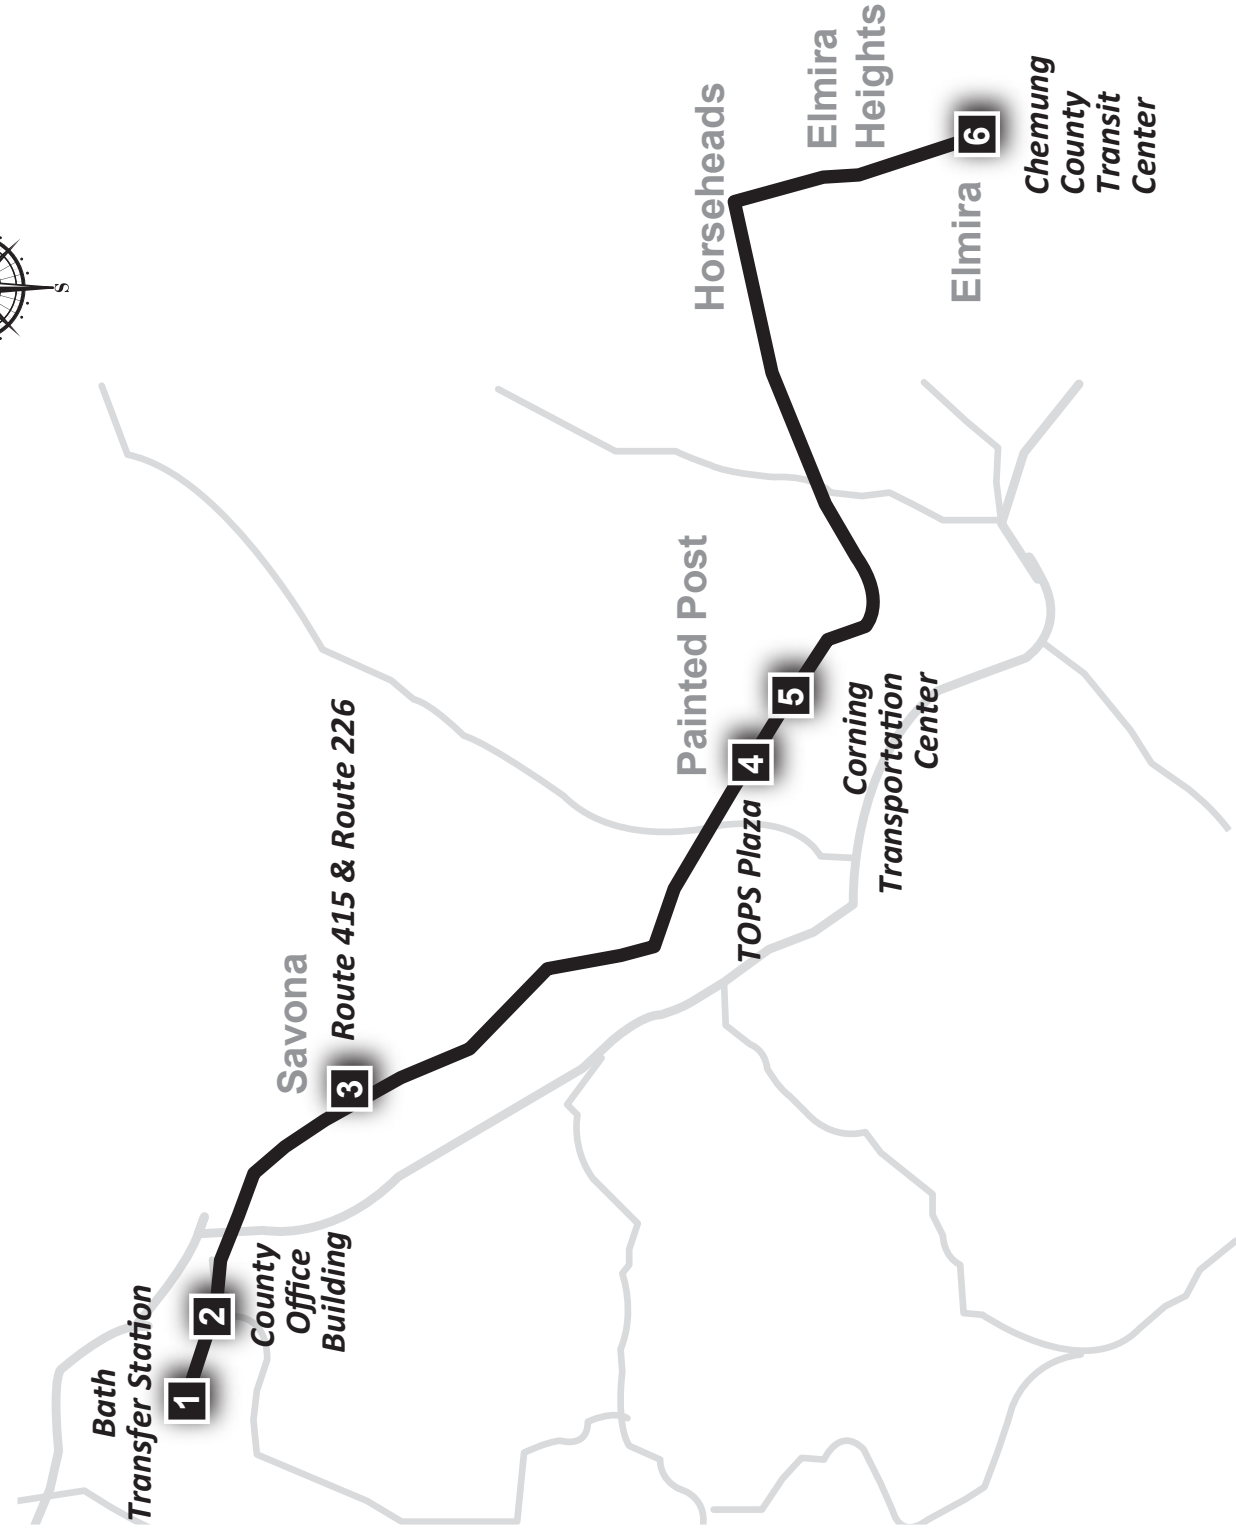 S
Bath
Transfer Station
1
2
County
Office
Building
Savona
3
Route 415 & Route 226
Painted Post
4
TOPS Plaza
5
Corning
Transportation
Center
Horseheads
Elmira
Heights
Elmira
6
Chemung
County
Transit
Center